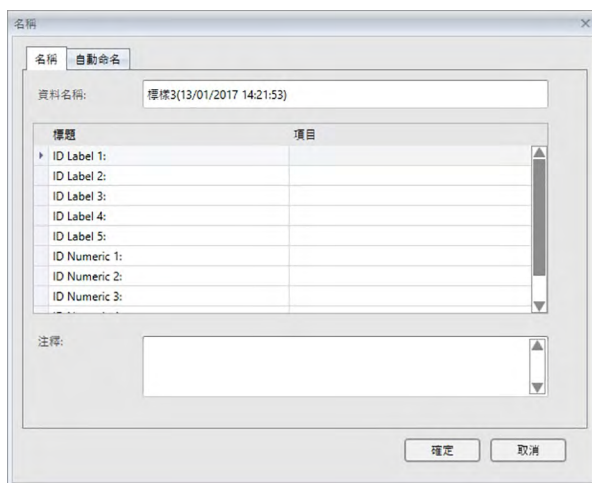 名稱
名稱 自動命名
資料名稱: 標樣3(13/01/2017 14:21:53)
標題 項目
ID Label 1:
ID Label 2:
ID Label 3:
ID Label 4:
ID Label 5:
ID Numeric 1:
ID Numeric 2:
ID Numeric 3:
注釋:
確定 取消